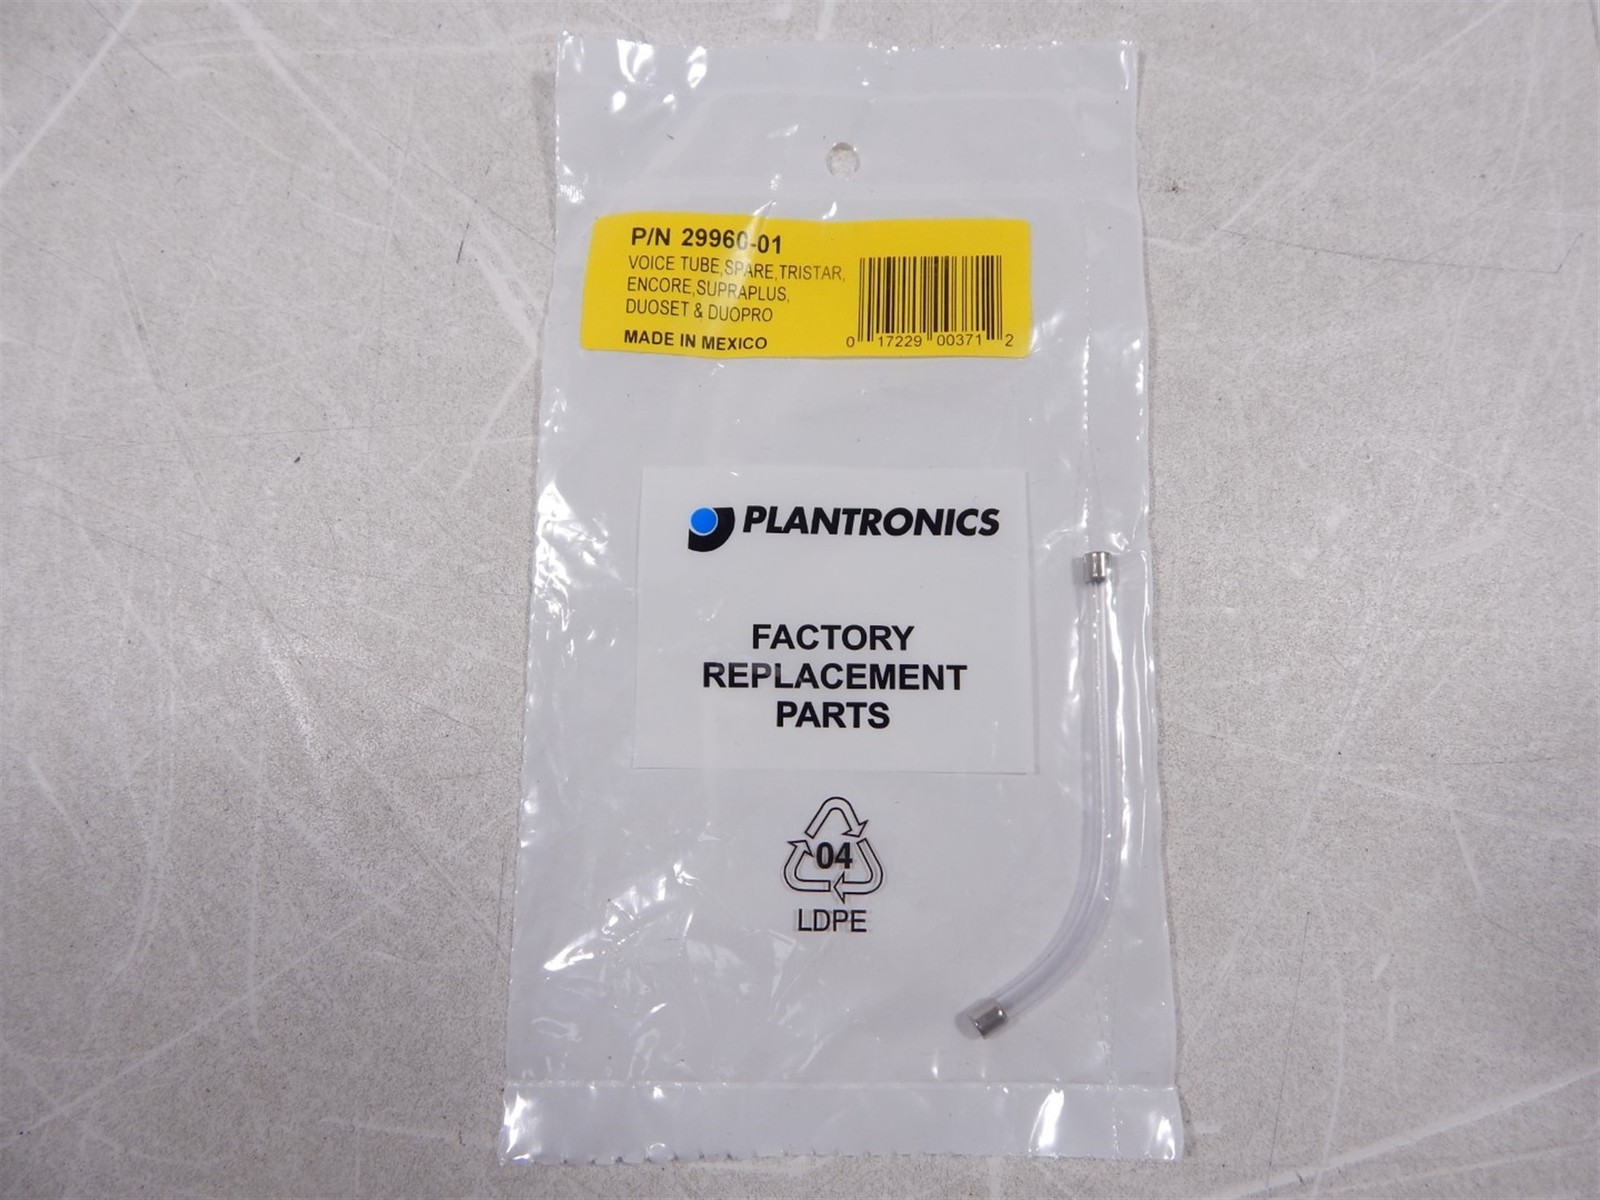 P/N 29960-01
VOICE TUBE,SPARE,TRISTAR,
ENCORE,SUPRAPLUS,
DUOSET & DUOPRO
MADE IN MEXICO
0 17229 00371 2
PLANTRONICS
FACTORY
REPLACEMENT
PARTS
04
LDPE